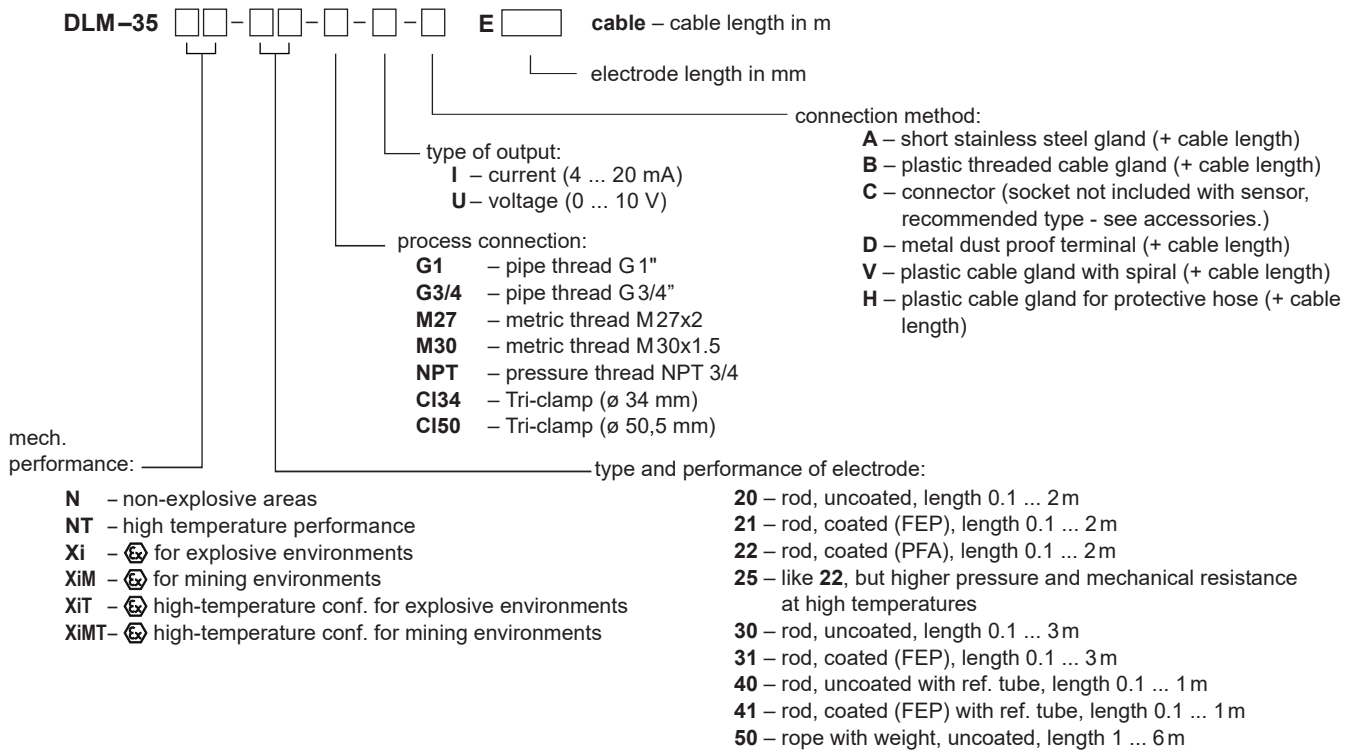 DLM–35 – – – – E cable – cable length in m
electrode length in mm
connection method:
A – short stainless steel gland (+ cable length)
B – plastic threaded cable gland (+ cable length)
C – connector (socket not included with sensor,
recommended type - see accessories.)
D – metal dust proof terminal (+ cable length)
V – plastic cable gland with spiral (+ cable length)
H – plastic cable gland for protective hose (+ cable
length)
type of output:
I – current (4 ... 20 mA)
U – voltage (0 ... 10 V)
process connection:
G1 – pipe thread G 1"
G3/4 – pipe thread G 3/4”
M27 – metric thread M 27x2
M30 – metric thread M 30x1.5
NPT – pressure thread NPT 3/4
Cl34 – Tri-clamp (ø 34 mm)
Cl50 – Tri-clamp (ø 50,5 mm)
mech.
performance:
N – non-explosive areas
NT – high temperature performance
Xi – Ex for explosive environments
XiM – Ex for mining environments
XiT – Ex high-temperature conf. for explosive environments
XiMT– Ex high-temperature conf. for mining environments
type and performance of electrode:
20 – rod, uncoated, length 0.1 ... 2 m
21 – rod, coated (FEP), length 0.1 ... 2 m
22 – rod, coated (PFA), length 0.1 ... 2 m
25 – like 22, but higher pressure and mechanical resistance
at high temperatures
30 – rod, uncoated, length 0.1 ... 3 m
31 – rod, coated (FEP), length 0.1 ... 3 m
40 – rod, uncoated with ref. tube, length 0.1 ... 1 m
41 – rod, coated (FEP) with ref. tube, length 0.1 ... 1 m
50 – rope with weight, uncoated, length 1 ... 6 m